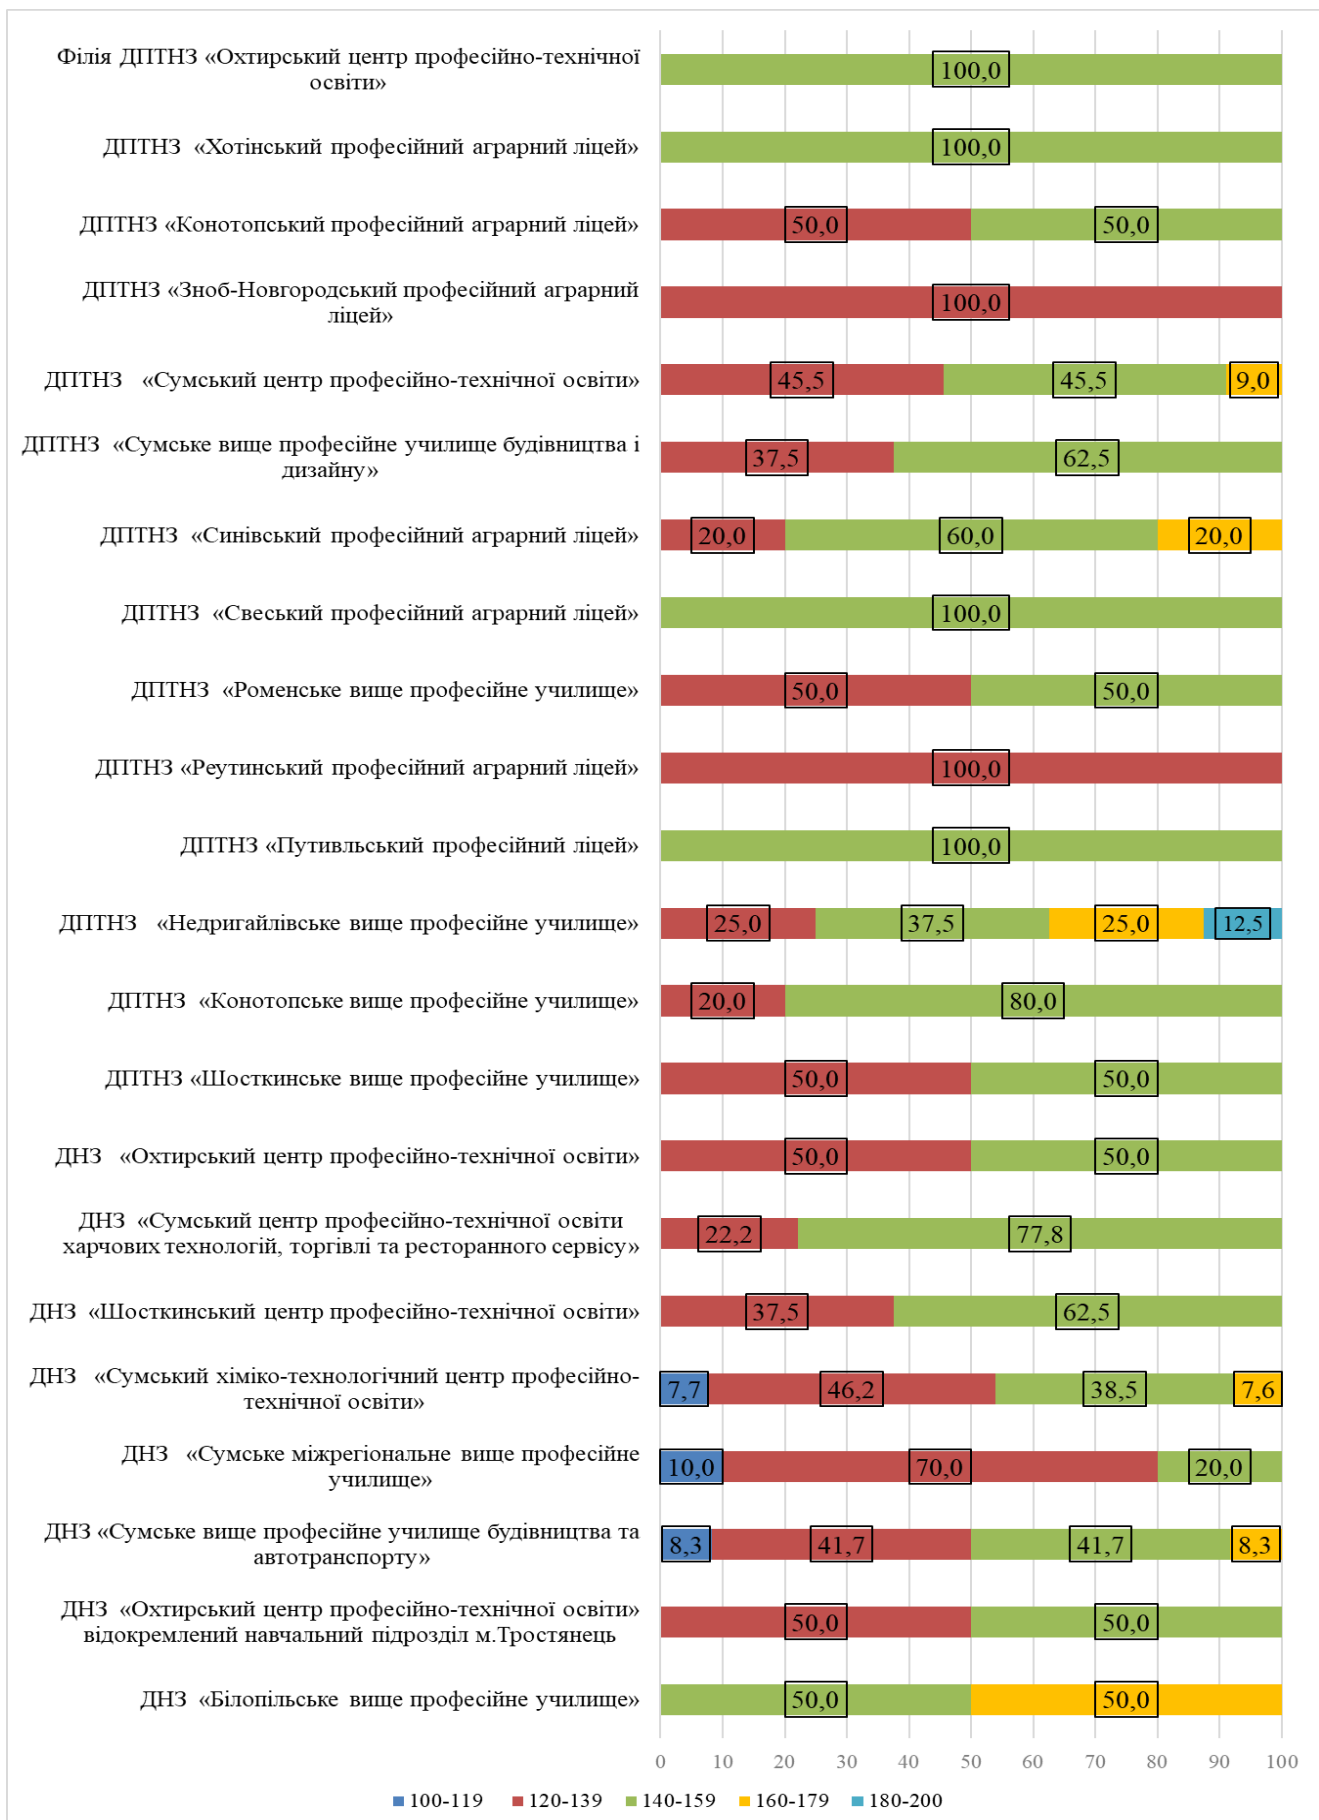 Філія ДПТНЗ «Охтирський центр професійно-технічної
освіти»
100,0
ДПТНЗ «Хотінський професійний аграрний ліцей»
100,0
ДПТНЗ «Конотопський професійний аграрний ліцей»
50,0 50,0
ДПТНЗ «Зноб-Новгородський професійний аграрний
ліцей»
100,0
ДПТНЗ «Сумський центр професійно-технічної освіти»
45,5 45,5 9,0
ДПТНЗ «Сумське вище професійне училище будівництва і
дизайну»
37,5 62,5
ДПТНЗ «Синівський професійний аграрний ліцей»
20,0 60,0 20,0
ДПТНЗ «Свеський професійний аграрний ліцей»
100,0
ДПТНЗ «Роменське вище професійне училище»
50,0 50,0
ДПТНЗ «Реутинський професійний аграрний ліцей»
100,0
ДПТНЗ «Путивльський професійний ліцей»
100,0
ДПТНЗ «Недригайлівське вище професійне училище»
25,0 37,5 25,0 12,5
ДПТНЗ «Конотопське вище професійне училище»
20,0 80,0
ДПТНЗ «Шосткинське вище професійне училище»
50,0 50,0
ДНЗ «Охтирський центр професійно-технічної освіти»
50,0 50,0
ДНЗ «Сумський центр професійно-технічної освіти
харчових технологій, торгівлі та ресторанного сервісу»
22,2 77,8
ДНЗ «Шосткинський центр професійно-технічної освіти»
37,5 62,5
ДНЗ «Сумський хіміко-технологічний центр професійно-
технічної освіти»
7,7 46,2 38,5 7,6
ДНЗ «Сумське міжрегіональне вище професійне
училище»
10,0 70,0 20,0
ДНЗ «Сумське вище професійне училище будівництва та
автотранспорту»
8,3 41,7 41,7 8,3
ДНЗ «Охтирський центр професійно-технічної освіти»
відокремлений навчальний підрозділ м.Тростянець
50,0 50,0
ДНЗ «Білопільське вище професійне училище»
50,0 50,0
0 10 20 30 40 50 60 70 80 90 100
100-119 120-139 140-159 160-179 180-200